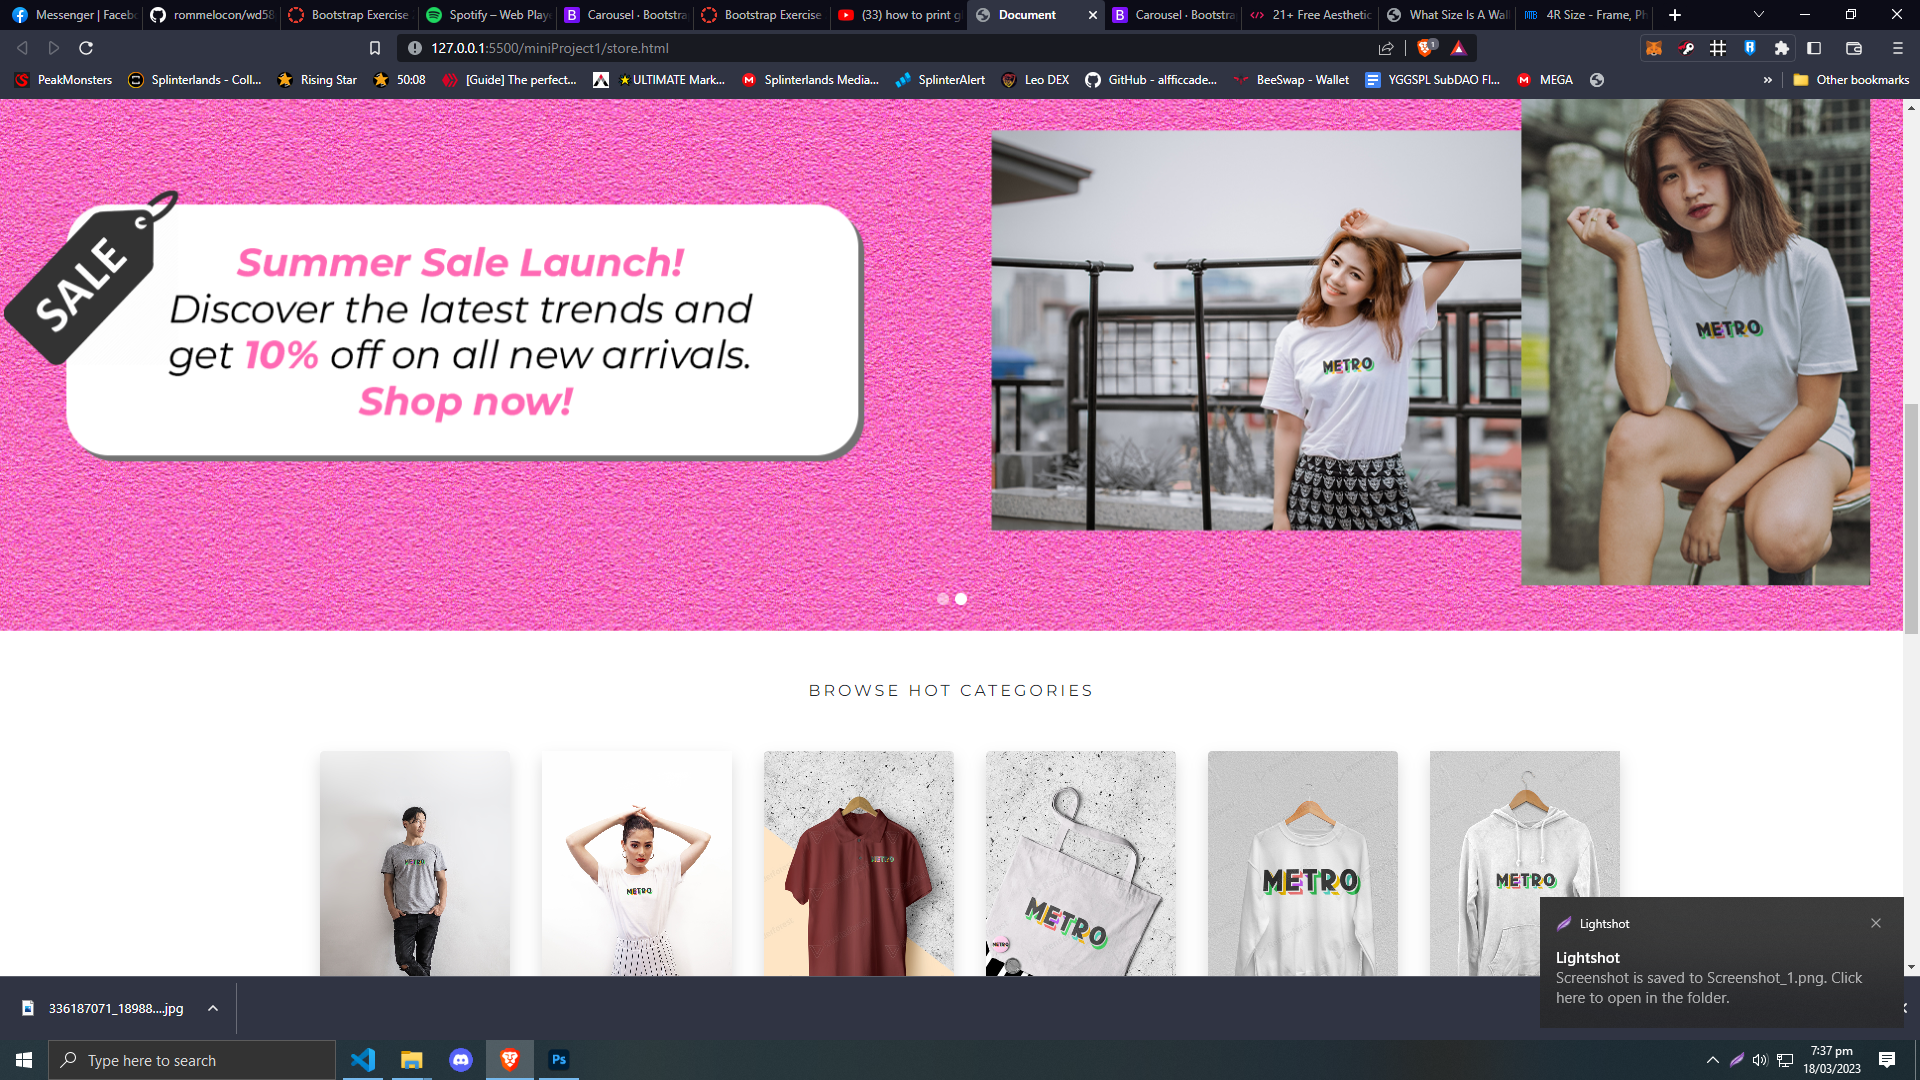 Messenger | Faceb
rommelocon/wd58
Bootstrap Exercise
Spotify – Web Play
Carousel · Bootstra
Bootstrap Exercise
(33) how to print g
Document
Carousel · Bootstra
21+ Free Aesthetic
What Size Is A Wal
4R Size - Frame, Ph
127.0.0.1:5500/miniProject1/store.html
1
PeakMonsters
Splinterlands - Coll...
Rising Star
50:08
[Guide] The perfect...
ULTIMATE Mark...
Splinterlands Media...
SplinterAlert
Leo DEX
GitHub - alfficcade...
BeeSwap - Wallet
YGGSPL SubDAO Fl...
MEGA
»
Other bookmarks
SALE
Summer Sale Launch!
Discover the latest trends and
get 10% off on all new arrivals.
Shop now!
METRO
METRO
BROWSE HOT CATEGORIES
METRO
METRO
METRO
METRO
METRO
METRO
METRO
Lightshot
Lightshot
Screenshot is saved to Screenshot_1.png. Click
here to open in the folder.
336187071_18988....jpg
Type here to search
Ps
7:37 pm
18/03/2023